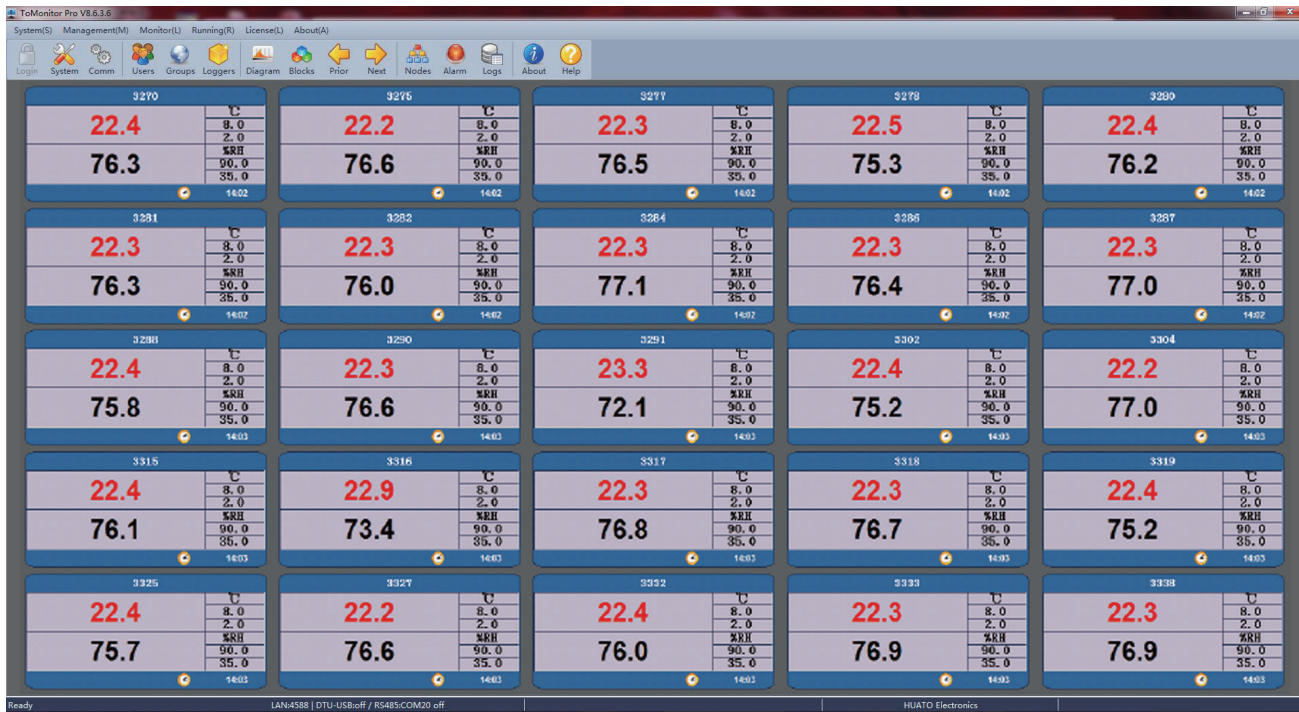 ToMonitor Pro V8.6.3.6
System(S) Management(M) Monitor(L) Running(R) License(L) About(A)
Login System Comm Users Groups Loggers Diagram Blocks Prior Next Nodes Alarm Logs About Help
3270 3275 3277 3278 3280
℃ ℃ ℃ ℃ ℃
22.4 8.0 22.2 8.0 22.3 8.0 22.5 8.0 22.4 8.0
2.0 2.0 2.0 2.0 2.0
%RH %RH %RH %RH %RH
76.3 90.0 76.6 90.0 76.5 90.0 75.3 90.0 76.2 90.0
35.0 35.0 35.0 35.0 35.0
14:02 14:02 14:02 14:02 14:02
3281 3282 3284 3286 3287
℃ ℃ ℃ ℃ ℃
22.3 8.0 22.3 8.0 22.3 8.0 22.3 8.0 22.3 8.0
2.0 2.0 2.0 2.0 2.0
%RH %RH %RH %RH %RH
76.3 90.0 76.0 90.0 77.1 90.0 76.4 90.0 77.0 90.0
35.0 35.0 35.0 35.0 35.0
14:02 14:02 14:02 14:02 14:02
3288 3290 3291 3302 3304
℃ ℃ ℃ ℃ ℃
22.4 8.0 22.3 8.0 23.3 8.0 22.4 8.0 22.2 8.0
2.0 2.0 2.0 2.0 2.0
%RH %RH %RH %RH %RH
75.8 90.0 76.6 90.0 72.1 90.0 75.2 90.0 77.0 90.0
35.0 35.0 35.0 35.0 35.0
14:03 14:03 14:03 14:03 14:03
3315 3316 3317 3318 3319
℃ ℃ ℃ ℃ ℃
22.4 8.0 22.9 8.0 22.3 8.0 22.3 8.0 22.4 8.0
2.0 2.0 2.0 2.0 2.0
%RH %RH %RH %RH %RH
76.1 90.0 73.4 90.0 76.8 90.0 76.7 90.0 75.2 90.0
35.0 35.0 35.0 35.0 35.0
14:03 14:03 14:03 14:03 14:03
3325 3327 3332 3333 3338
℃ ℃ ℃ ℃ ℃
22.4 8.0 22.2 8.0 22.4 8.0 22.3 8.0 22.3 8.0
2.0 2.0 2.0 2.0 2.0
%RH %RH %RH %RH %RH
75.7 90.0 76.6 90.0 76.0 90.0 76.9 90.0 76.9 90.0
35.0 35.0 35.0 35.0 35.0
14:03 14:03 14:03 14:03 14:03
Ready LAN:4588 | DTU-USB:off / RS485:COM20 off HUATO Electronics